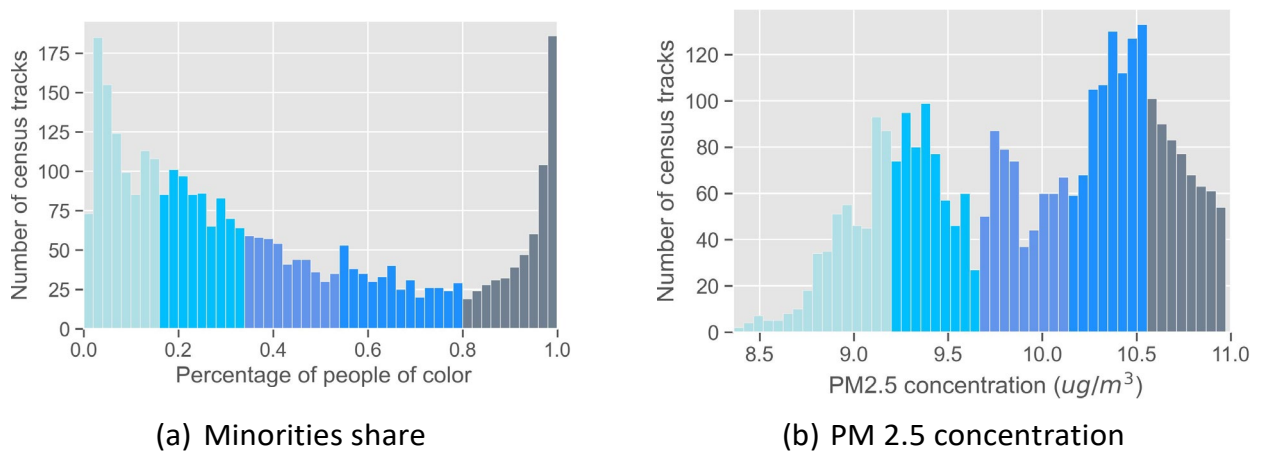 Number of census tracks
175
150
125
100
75
50
25
0
0.0 0.2 0.4 0.6 0.8 1.0
Percentage of people of color
(a) Minorities share
Number of census tracks
120
100
80
60
40
20
0
8.5 9.0 9.5 10.0 10.5 11.0
PM2.5 concentration (ug/m³)
(b) PM 2.5 concentration